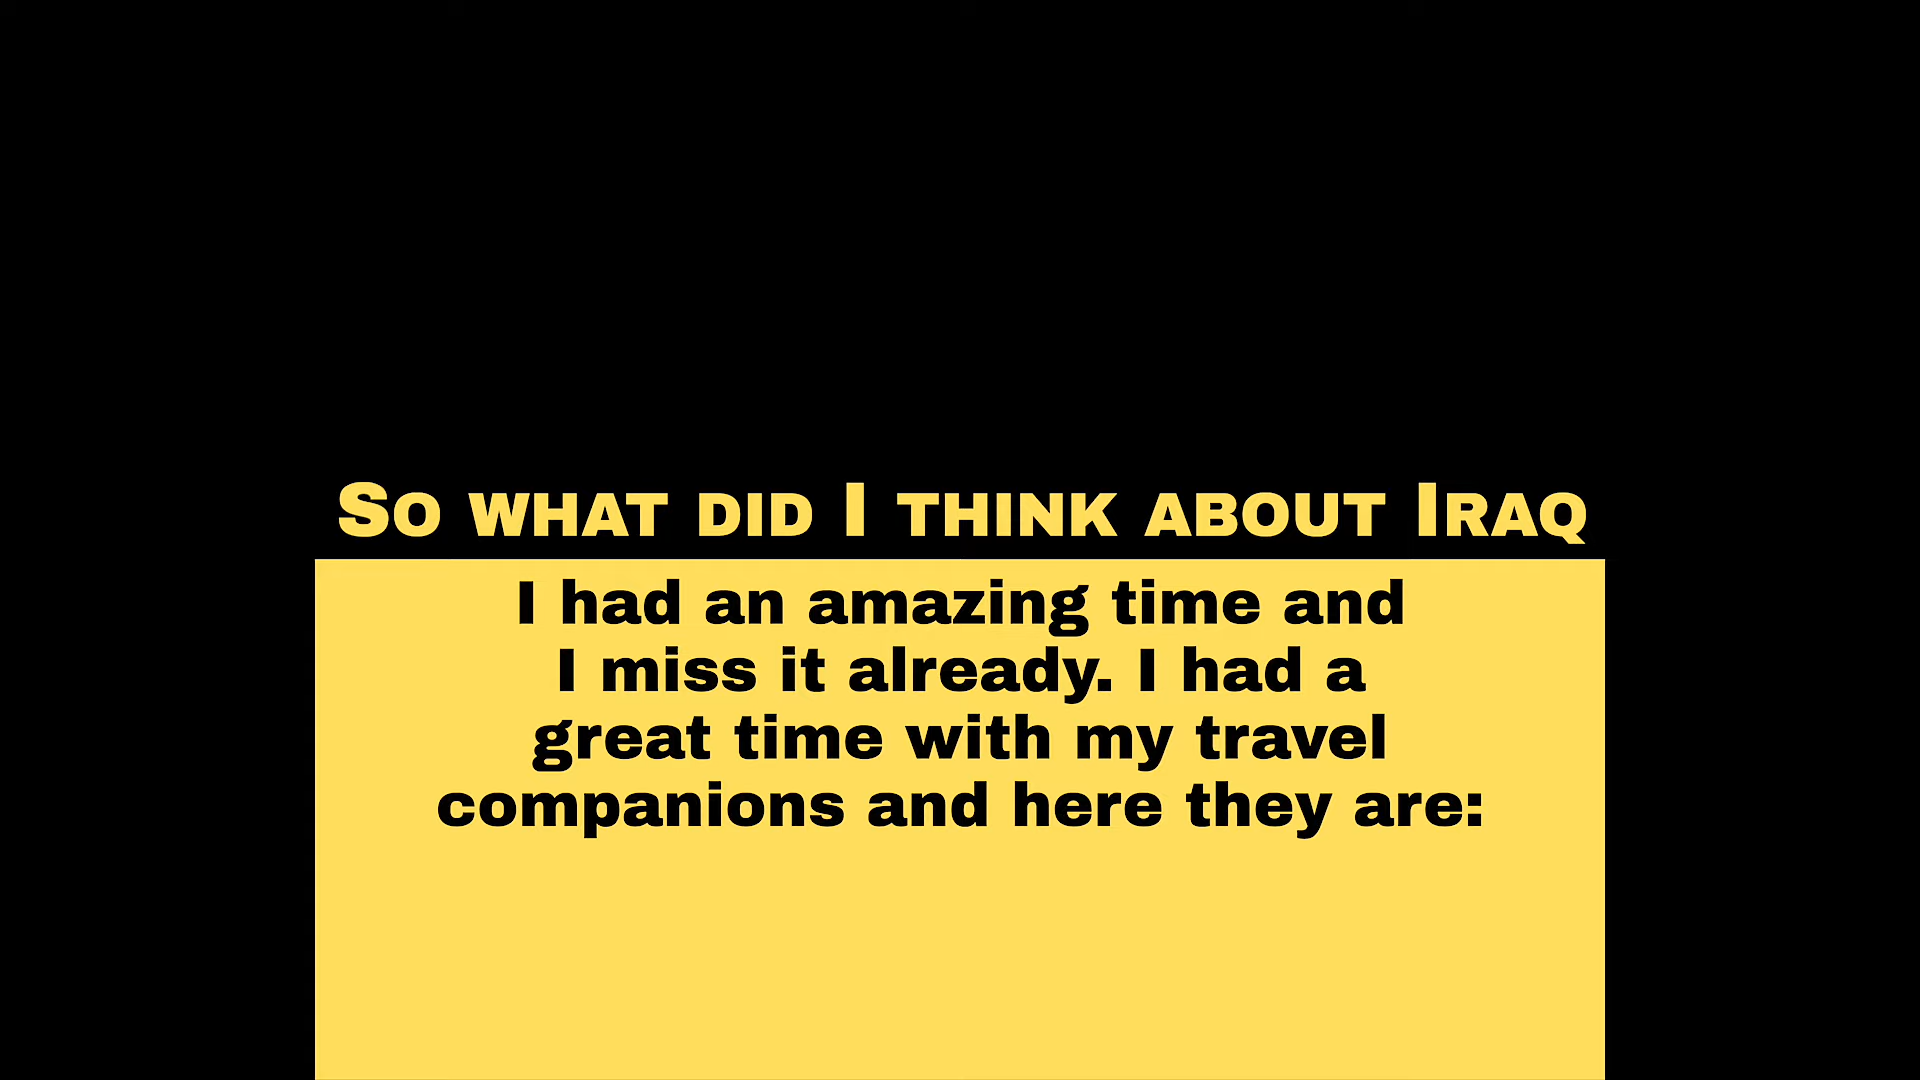 So what did I think about Iraq
I had an amazing time and
I miss it already. I had a
great time with my travel
companions and here they are: